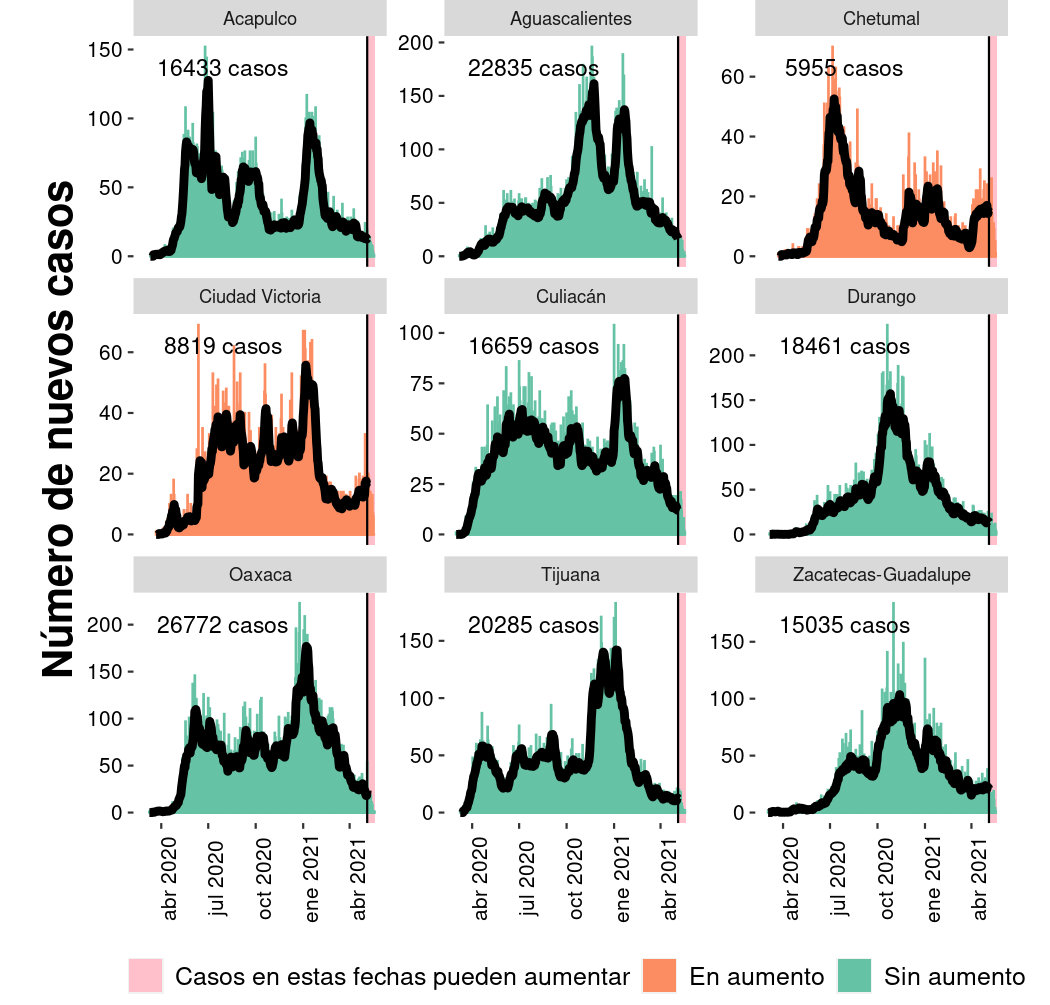 Número de nuevos casos
Acapulco
16433 casos
150
100
50
0
Aguascalientes
22835 casos
200
150
100
50
0
Chetumal
5955 casos
60
40
20
0
Ciudad Victoria
8819 casos
60
40
20
0
Culiacán
16659 casos
100
75
50
25
0
Durango
18461 casos
200
150
100
50
0
Oaxaca
26772 casos
200
150
100
50
0
abr 2020
jul 2020
oct 2020
ene 2021
abr 2021
Tijuana
20285 casos
150
100
50
0
abr 2020
jul 2020
oct 2020
ene 2021
abr 2021
Zacatecas-Guadalupe
15035 casos
150
100
50
0
abr 2020
jul 2020
oct 2020
ene 2021
abr 2021
Casos en estas fechas pueden aumentar
En aumento
Sin aumento